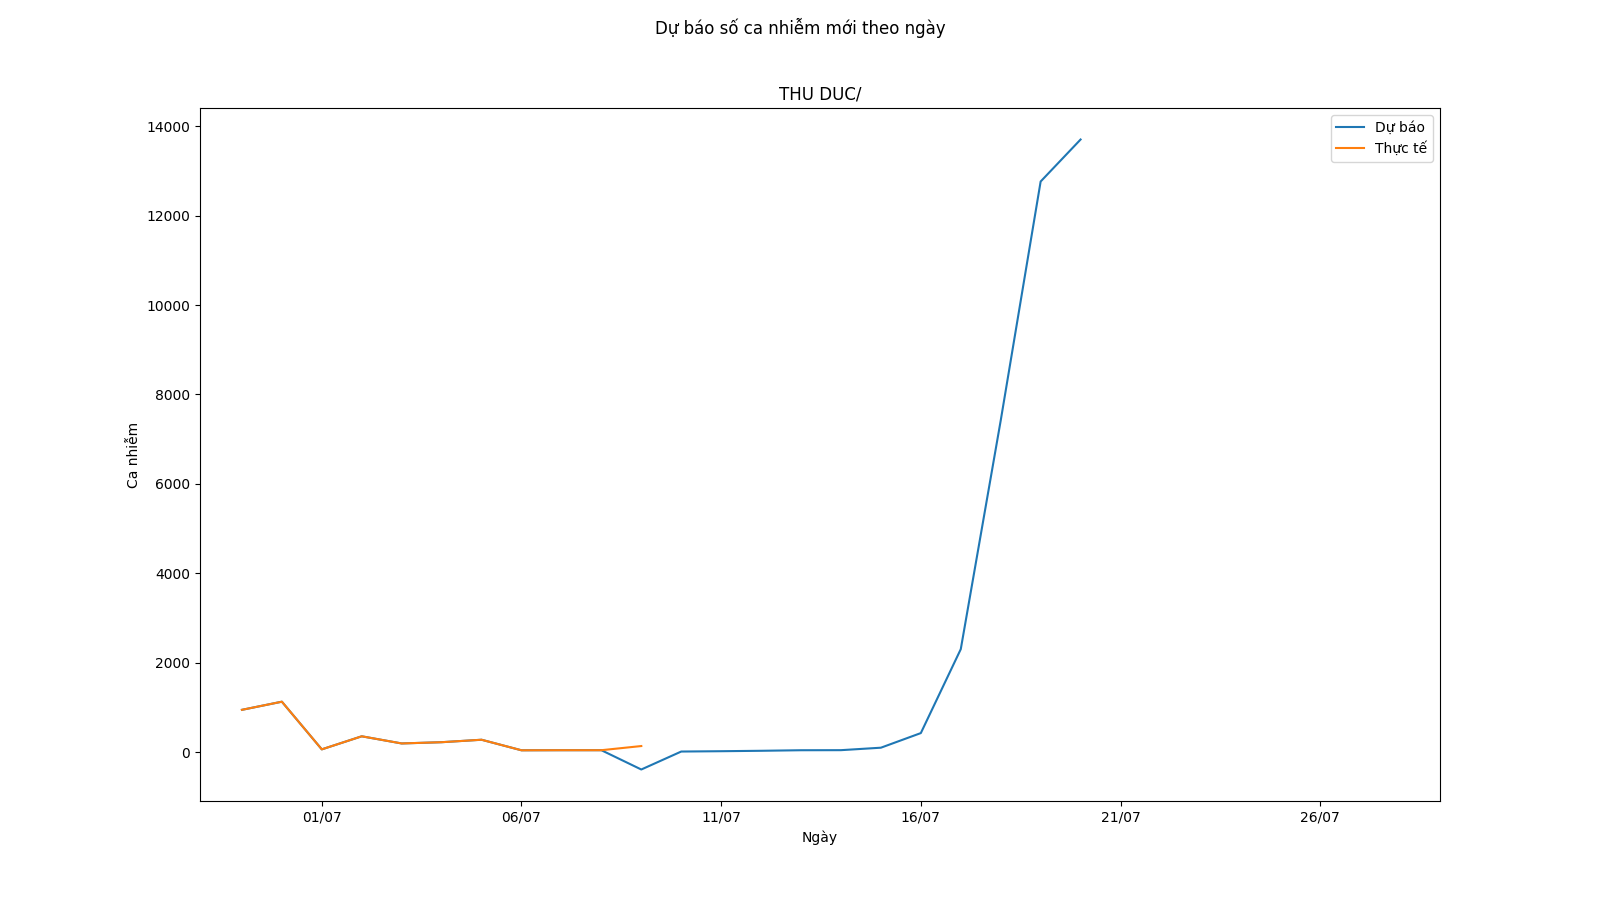 Dự báo số ca nhiễm mới theo ngày
THU DUC/
Dự báo
Thực tế
14000
12000
10000
8000
6000
4000
2000
0
Ca nhiễm
01/07
06/07
11/07
16/07
21/07
26/07
Ngày